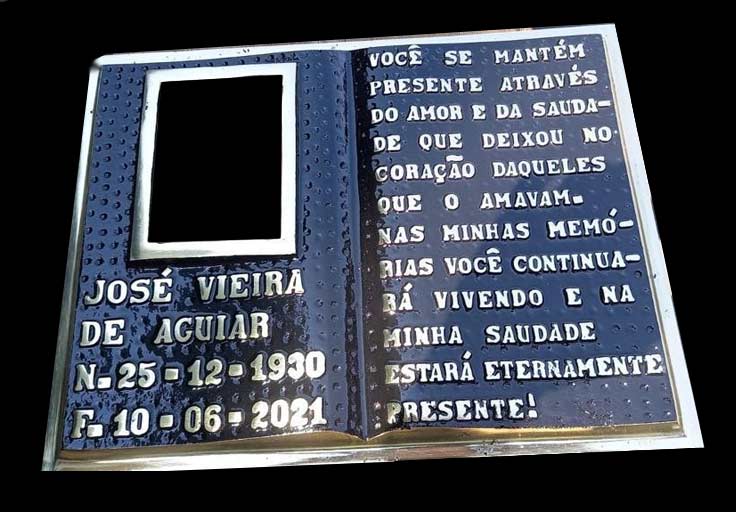 JOSÉ VIEIRA
DE AGUIAR
N. 25 - 12 - 1930
F. 10 - 06 - 2021
VOCÊ SE MANTÉM
PRESENTE ATRAVÉS
DO AMOR E DA SAUDA-
DE QUE DEIXOU NO
CORAÇÃO DAQUELES
QUE O AMAVAM.
NAS MINHAS MEMÓ-
RIAS VOCÊ CONTINUA-
RÁ VIVENDO E NA
MINHA SAUDADE
ESTARÁ ETERNAMENTE
PRESENTE!